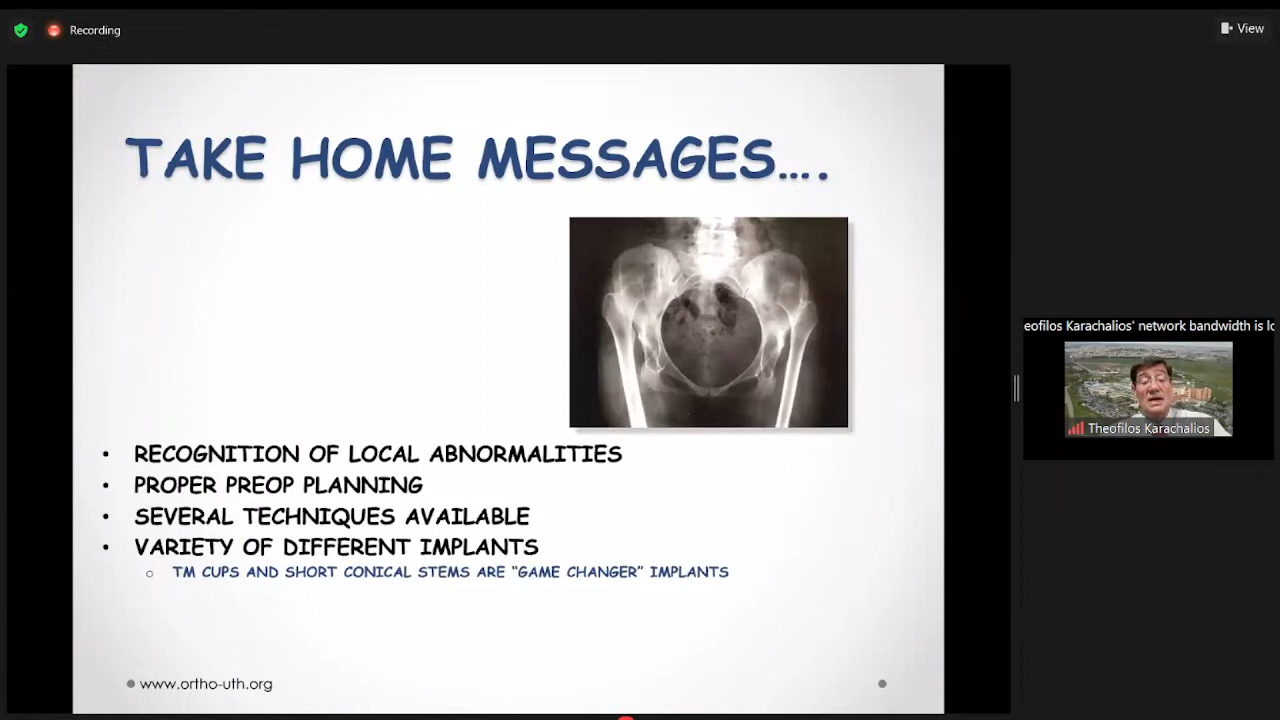 Recording
View
TAKE HOME MESSAGES....
eofilos Karachalios' network bandwidth is lo
Theofilos Karachalios
• RECOGNITION OF LOCAL ABNORMALITIES
• PROPER PREOP PLANNING
• SEVERAL TECHNIQUES AVAILABLE
• VARIETY OF DIFFERENT IMPLANTS
○ TM CUPS AND SHORT CONICAL STEMS ARE “GAME CHANGER” IMPLANTS
www.ortho-uth.org